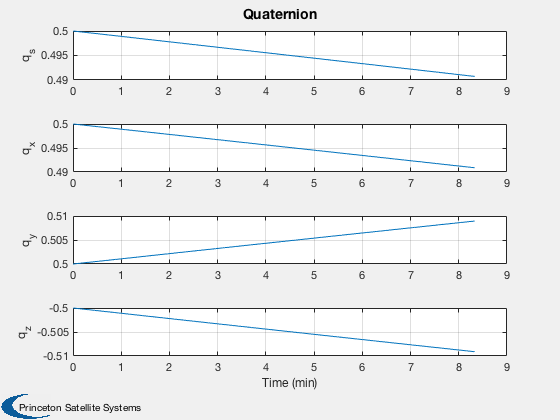 Quaternion
0.5
0.495
0.49
q_s
0 1 2 3 4 5 6 7 8 9
0.5
0.495
0.49
q_x
0 1 2 3 4 5 6 7 8 9
0.51
0.505
0.5
q_y
0 1 2 3 4 5 6 7 8 9
-0.5
-0.505
-0.51
q_z
0 1 2 3 4 5 6 7 8 9
Time (min)
Princeton Satellite Systems